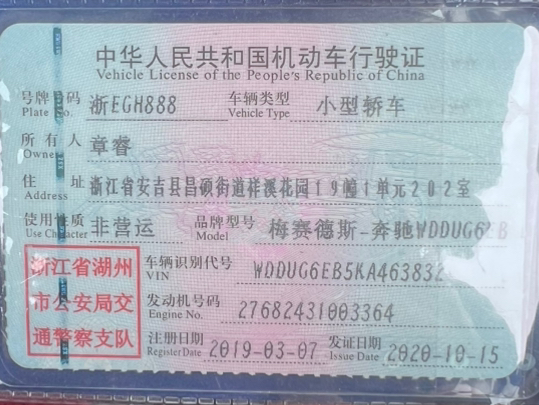 中华人民共和国机动车行驶证
Vehicle License of the People's Republic of China
号牌号码 浙EGH888 车辆类型 小型轿车
Plate No. Vehicle Type
所有人 章睿
Owner
住址 浙江省安吉县昌硕街道祥溪花园19幢1单元202室
Address
使用性质 非营运 品牌型号 梅赛德斯-奔驰WDDUG6EB
Use Character Model
浙江省湖州
市公安局交
通警察支队
车辆识别代号 WDDUG6EB5KA463832
VIN
发动机号码 27682431003364
Engine No.
注册日期 2019-03-07 发证日期 2020-10-15
Register Date Issue Date